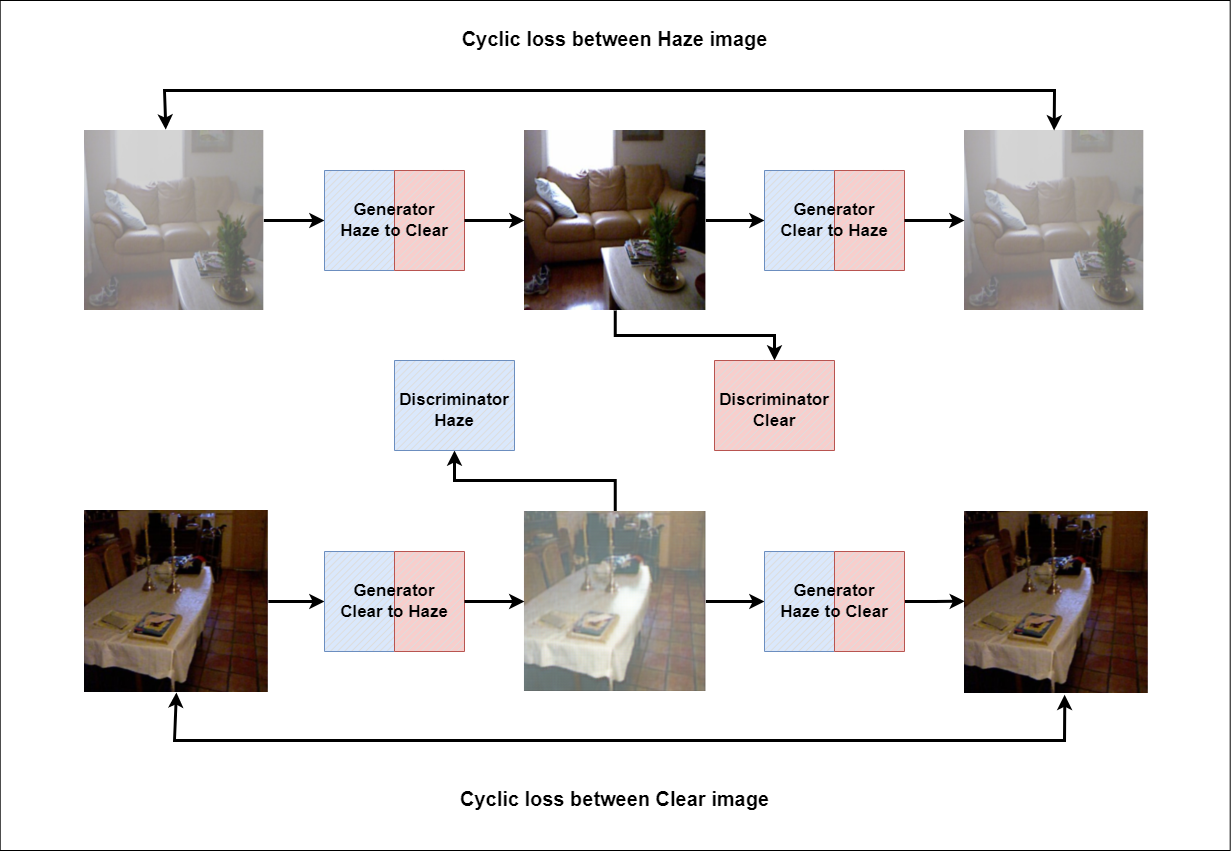 Cyclic loss between Haze image
Generator
Haze to Clear
Generator
Clear to Haze
Discriminator
Haze
Discriminator
Clear
Generator
Clear to Haze
Generator
Haze to Clear
Cyclic loss between Clear image